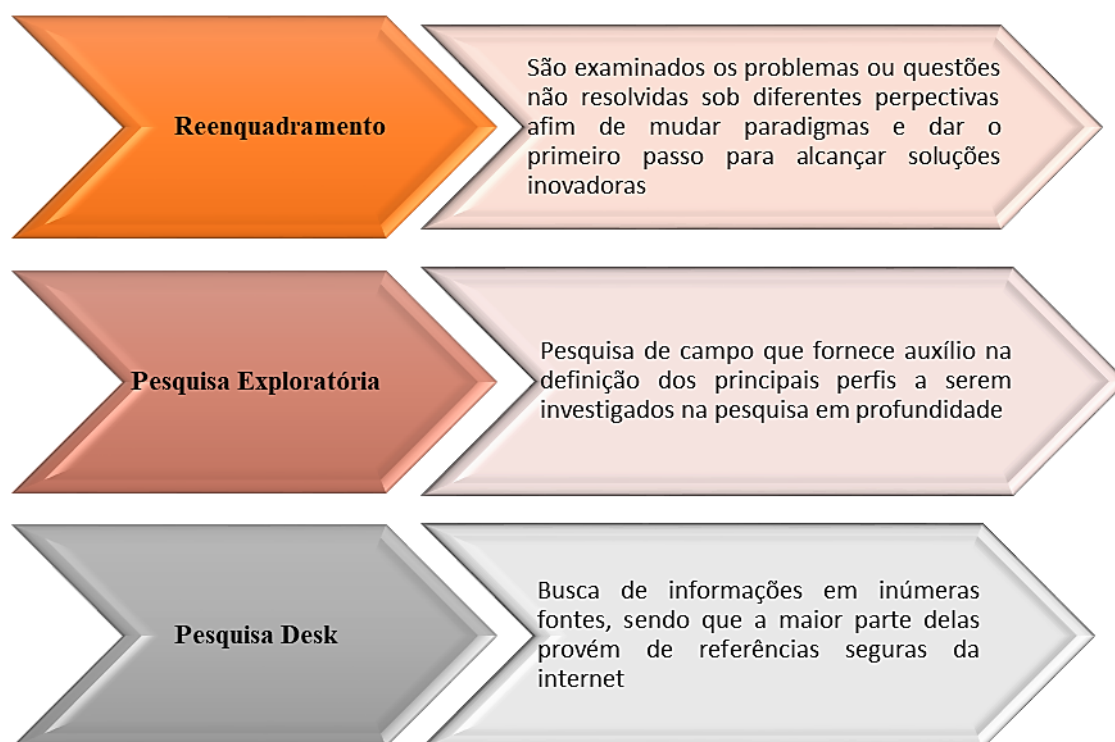 Reenquadramento
São examinados os problemas ou questões
não resolvidas sob diferentes perpectivas
afim de mudar paradigmas e dar o
primeiro passo para alcançar soluções
inovadoras
Pesquisa Exploratória
Pesquisa de campo que fornece auxílio na
definição dos principais perfis a serem
investigados na pesquisa em profundidade
Pesquisa Desk
Busca de informações em inúmeras
fontes, sendo que a maior parte delas
provém de referências seguras da
internet